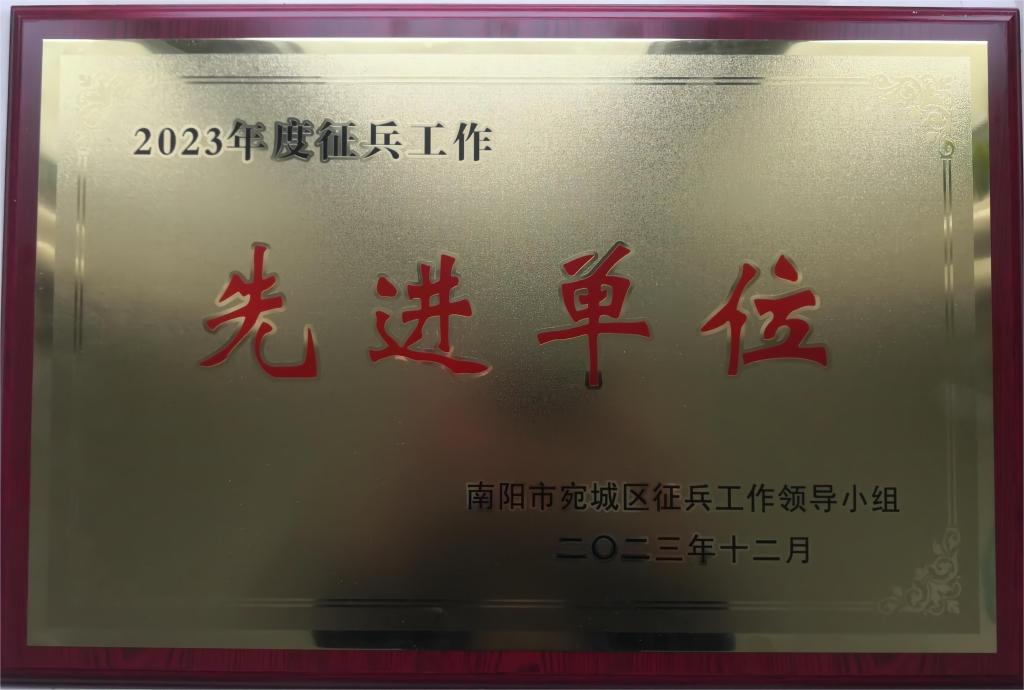 2023年度征兵工作
先进单位
南阳市宛城区征兵工作领导小组
二〇二三年十二月